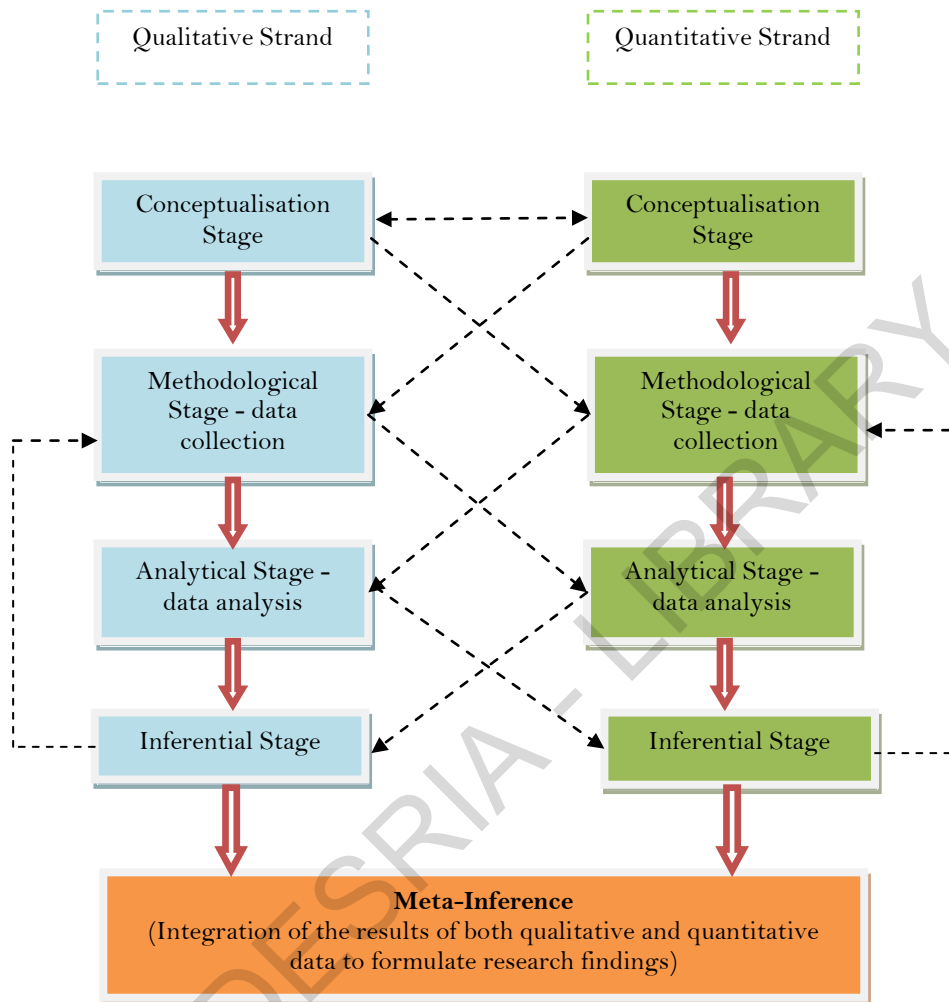 Qualitative Strand
Quantitative Strand
Conceptualisation
Stage
Conceptualisation
Stage
Methodological
Stage - data
collection
Methodological
Stage - data
collection
Analytical Stage -
data analysis
Analytical Stage -
data analysis
Inferential Stage
Inferential Stage
Meta-Inference
(Integration of the results of both qualitative and quantitative
data to formulate research findings)
DESRIA - LIBRARY